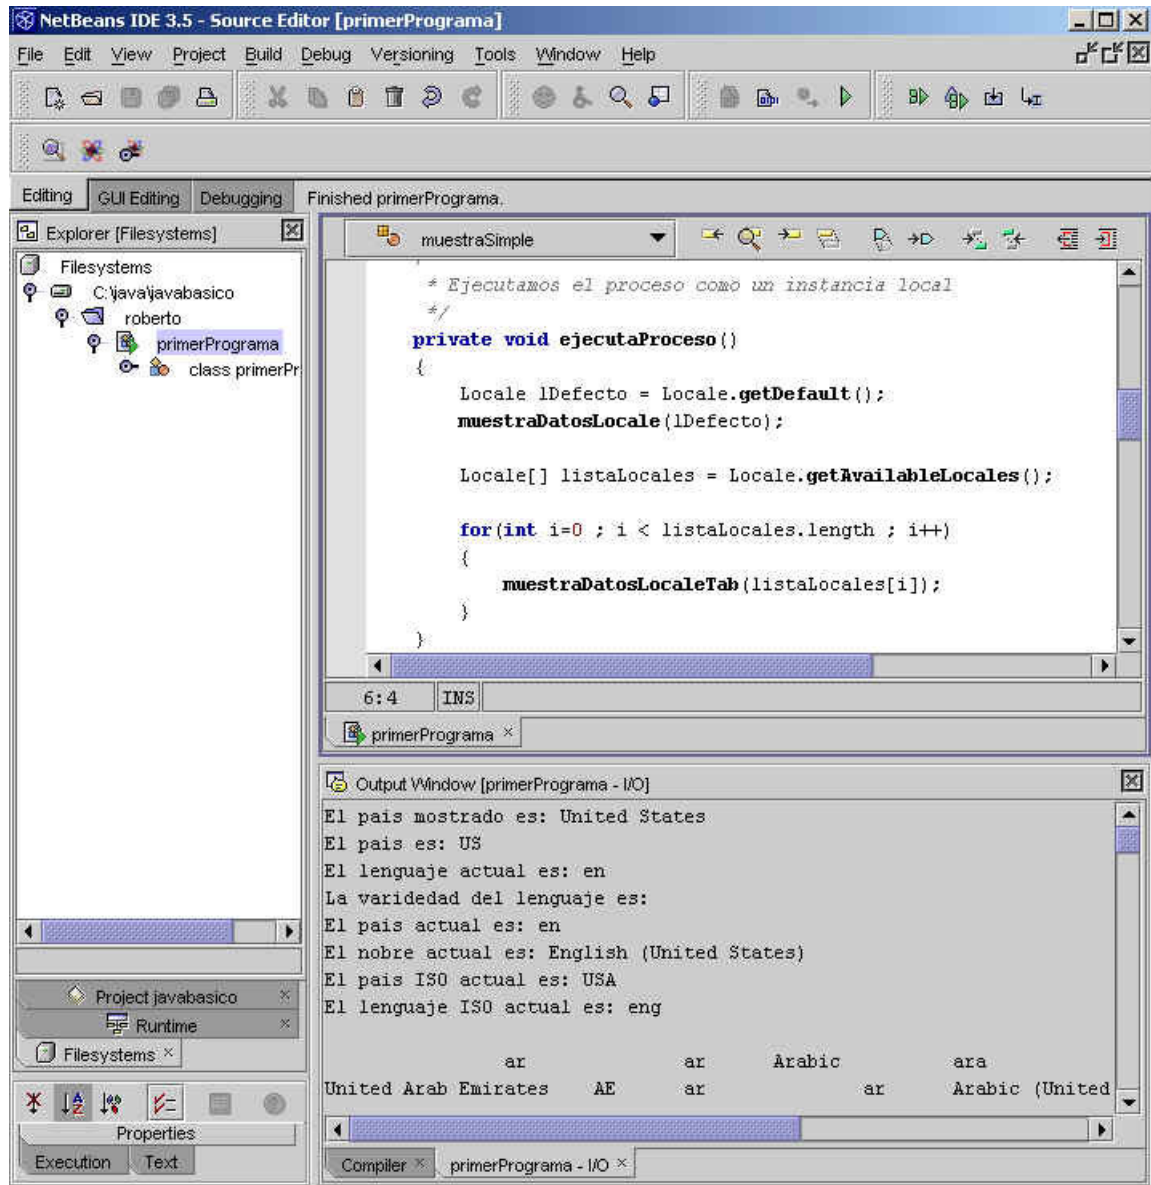 NetBeans IDE 3.5 - Source Editor [primerPrograma]
File Edit View Project Build Debug Versioning Tools Window Help
Editing GUI Editing Debugging Finished primerPrograma.
Explorer [Filesystems]
Filesystems
C:\java\javabasico
roberto
primerPrograma
class primerPr
Project javabasico
Runtime
Filesystems
Properties
Execution Text
muestraSimple
* Ejecutamos el proceso como un instancia local
*/
private void ejecutaProceso()
{
Locale lDefecto = Locale.getDefault();
muestraDatosLocale(lDefecto);
Locale[] listaLocales = Locale.getAvailableLocales();
for(int i=0 ; i < listaLocales.length ; i++)
{
muestraDatosLocaleTab(listaLocales[i]);
}
}
6:4 INS
primerPrograma
Output Window [primerPrograma - I/O]
El pais mostrado es: United States
El pais es: US
El lenguaje actual es: en
La varidedad del lenguaje es:
El pais actual es: en
El nobre actual es: English (United States)
El pais ISO actual es: USA
El lenguaje ISO actual es: eng
ar ar Arabic ara
United Arab Emirates AE ar ar Arabic (United
Compiler primerPrograma - I/O